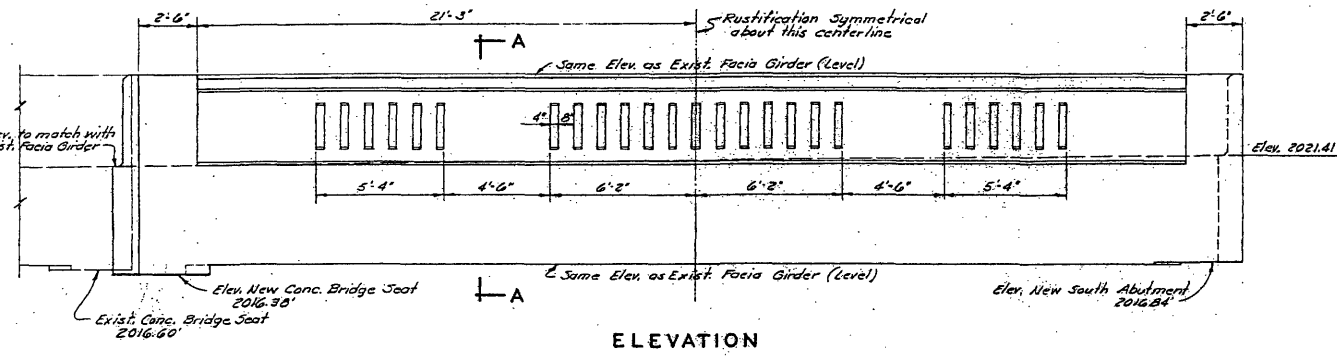 2'-6"
21'-3"
Rustification Symmetrical
about this centerline
2'-6"
A
Same Elev. as Exist. Facia Girder (Level)
4"
8"
to match with
Facia Girder
Elev. 2021.41
5'-4"
4'-6"
6'-2"
6'-2"
4'-6"
5'-4"
Same Elev. as Exist. Facia Girder (Level)
Elev. New Conc. Bridge Seat
2016.38'
A
Elev. New South Abutment
2016.84'
Exist. Conc. Bridge Seat
2016.60'
ELEVATION